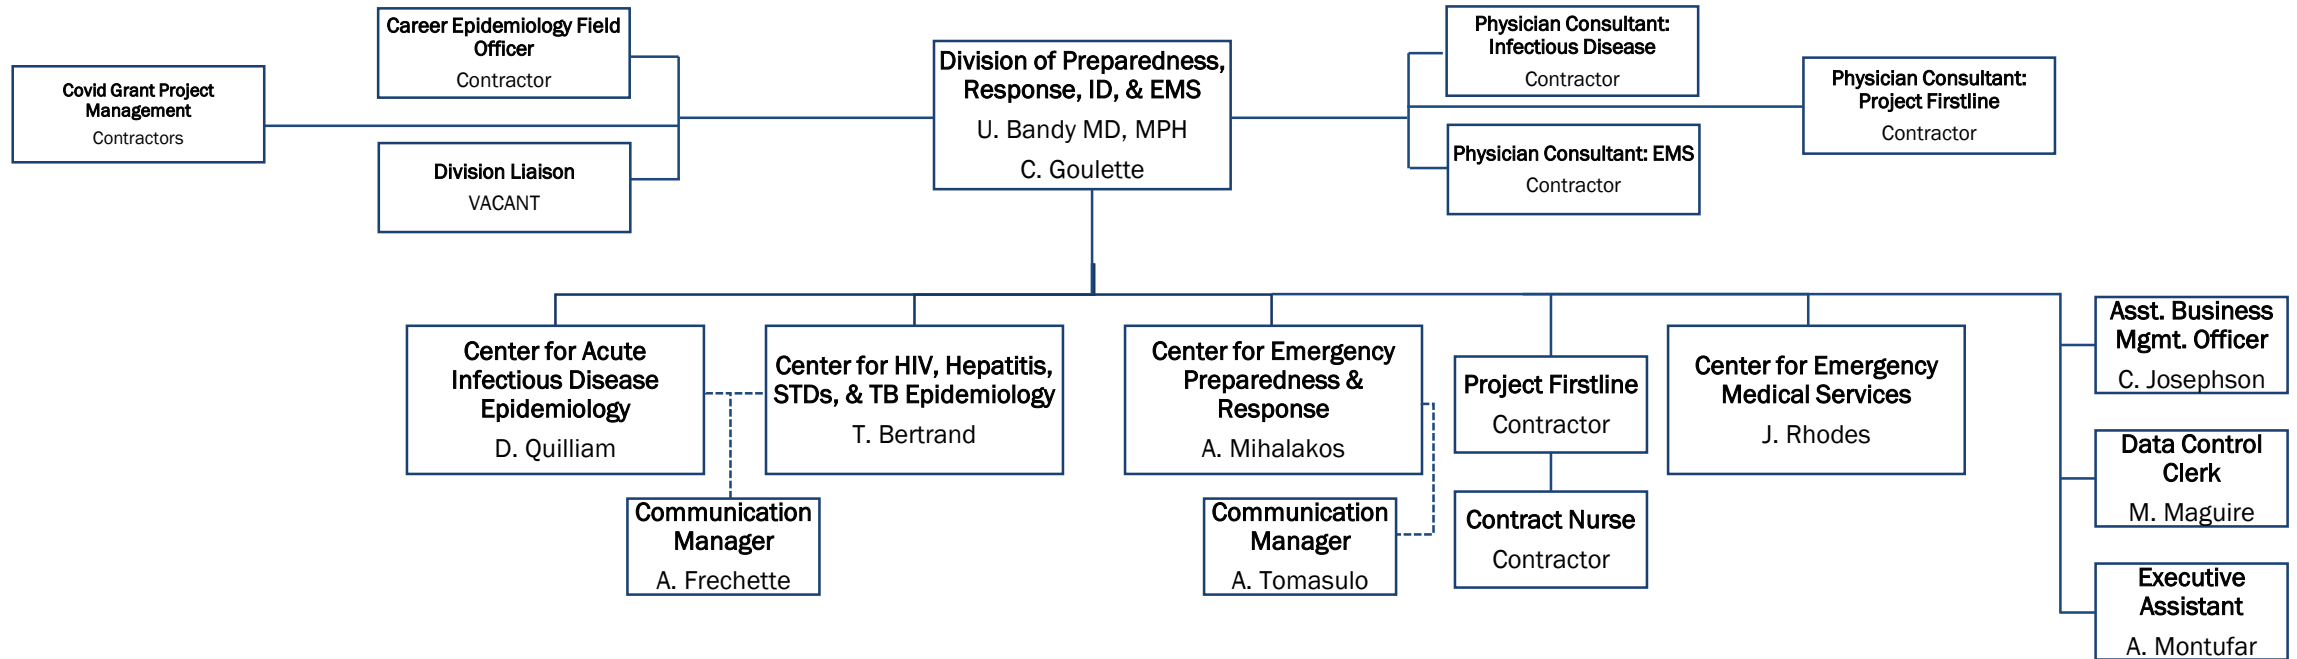 Career Epidemiology Field
Officer
Contractor
Covid Grant Project
Management
Contractors
Division Liaison
VACANT
Division of Preparedness,
Response, ID, & EMS
U. Bandy MD, MPH
C. Goulette
Physician Consultant:
Infectious Disease
Contractor
Physician Consultant:
Project Firstline
Contractor
Physician Consultant: EMS
Contractor
Center for Acute
Infectious Disease
Epidemiology
D. Quilliam
Center for HIV, Hepatitis,
STDs, & TB Epidemiology
T. Bertrand
Center for Emergency
Preparedness &
Response
A. Mihalakos
Project Firstline
Contractor
Center for Emergency
Medical Services
J. Rhodes
Asst. Business
Mgmt. Officer
C. Josephson
Data Control
Clerk
M. Maguire
Executive
Assistant
A. Montufar
Communication
Manager
A. Frechette
Communication
Manager
A. Tomasulo
Contract Nurse
Contractor